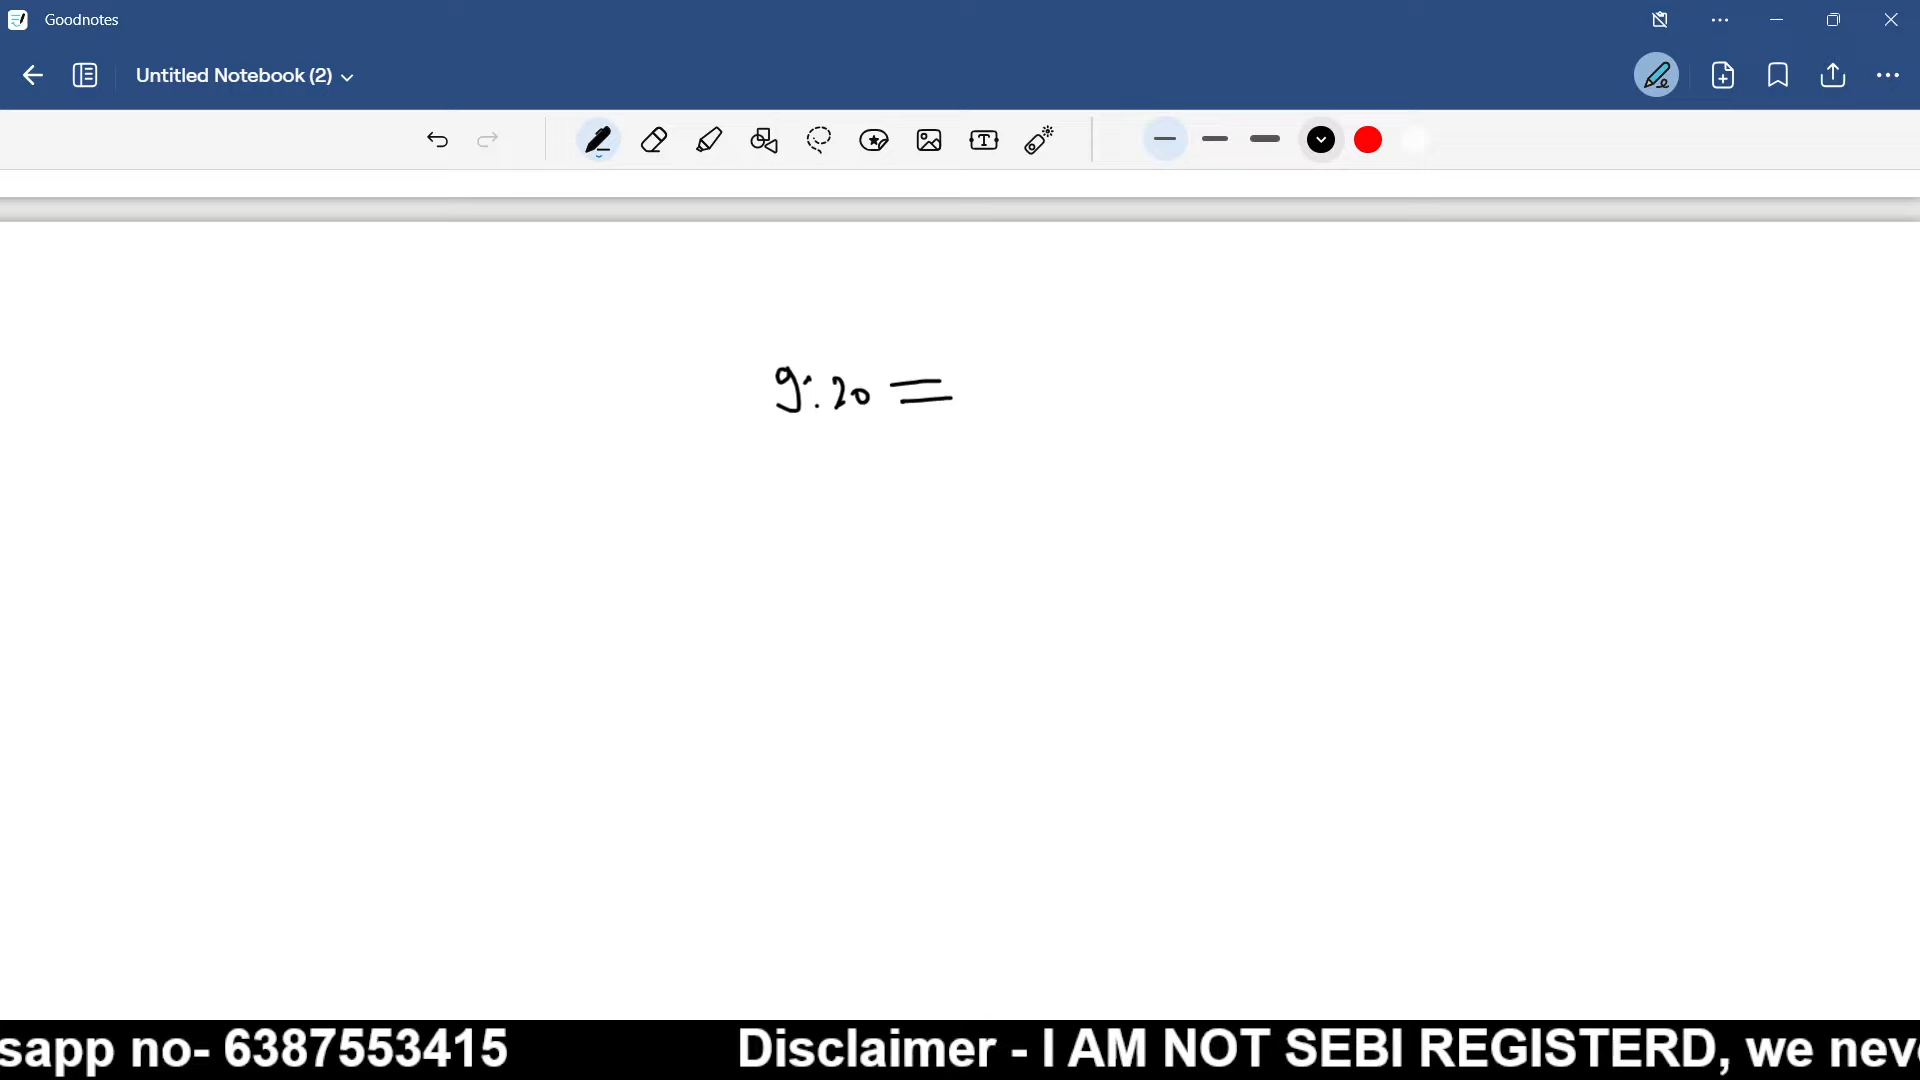 Goodnotes
Untitled Notebook (2)
T
9:20 =
sapp no- 6387553415 Disclaimer - I AM NOT SEBI REGISTERD, we nev